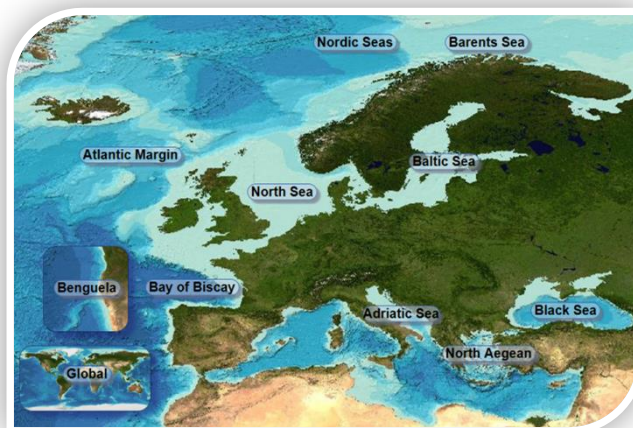 Nordic Seas
Barents Sea
Atlantic Margin
Baltic Sea
North Sea
Benguela
Bay of Biscay
Adriatic Sea
Black Sea
North Aegean
Global